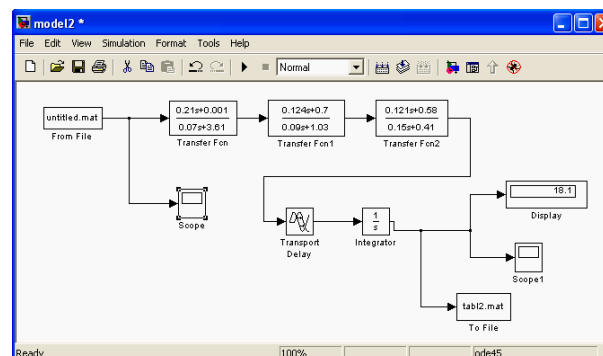 model2 *
File Edit View Simulation Format Tools Help
Normal
untitled.mat
From File
0.21s+0.001
0.07s+3.61
Transfer Fcn
0.124s+0.7
0.09s+1.03
Transfer Fcn1
0.121s+0.58
0.15s+0.41
Transfer Fcn2
Scope
Transport
Delay
1
s
Integrator
18.1
Display
Scope1
tabl2.mat
To File
Ready 100% ode45